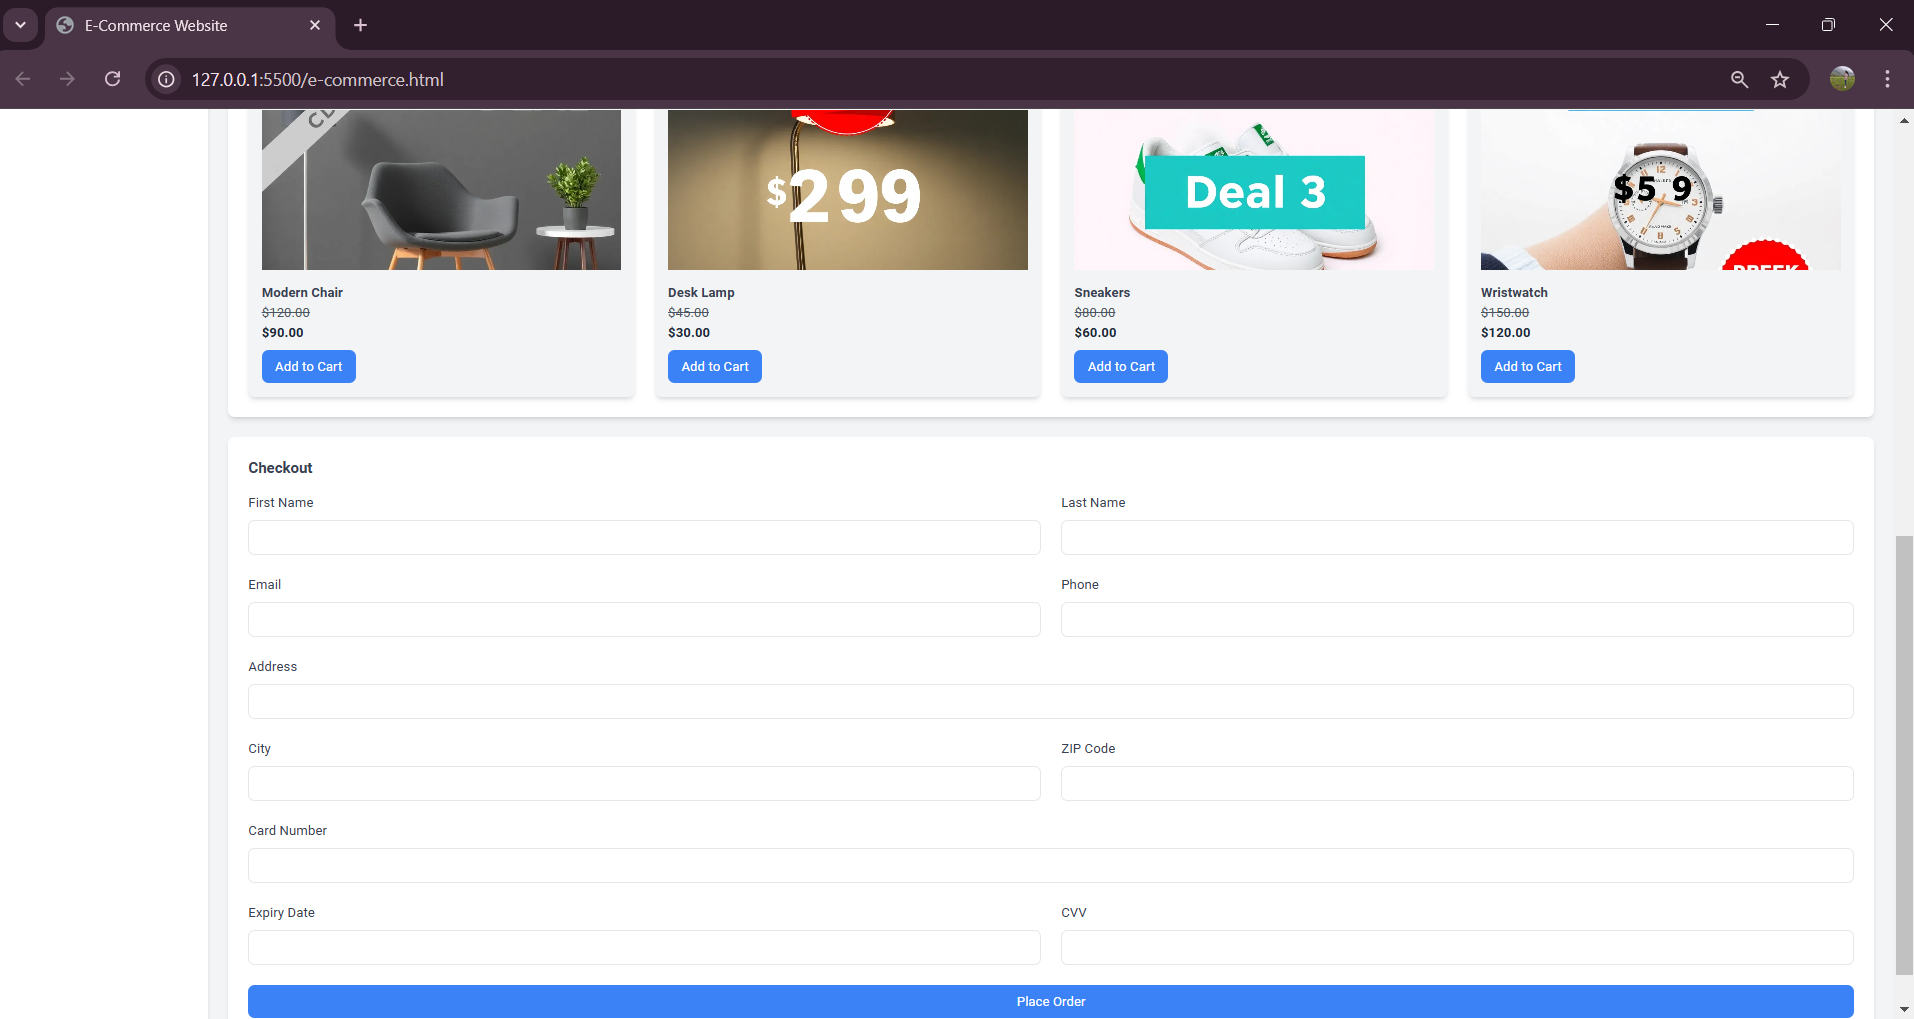 E-Commerce Website
127.0.0.1:5500/e-commerce.html
$299
Deal 3
$5 9
Modern Chair
$120.00
$90.00
Add to Cart
Desk Lamp
$45.00
$30.00
Add to Cart
Sneakers
$80.00
$60.00
Add to Cart
Wristwatch
$150.00
$120.00
Add to Cart
Checkout
First Name
Last Name
Email
Phone
Address
City
ZIP Code
Card Number
Expiry Date
CVV
Place Order